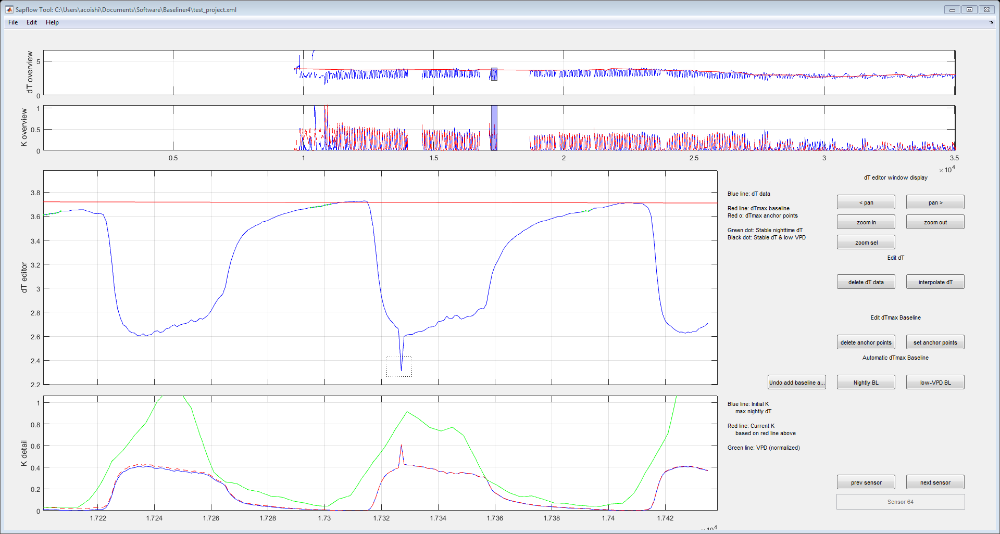 Sapflow Tool: C:\Users\acoishi\Documents\Software\Baseliner4\test_project.xml
File Edit Help
dT overview
5
0
K overview
1
0.5
0
0.5 1 1.5 2 2.5 3 3.5
×10^4
dT editor
3.8
3.6
3.4
3.2
3
2.8
2.6
2.4
2.2
dT editor window display
Blue line: dT data
Red line: dTmax baseline
Red o: dTmax anchor points
Green dot: Stable nighttime dT
Black dot: Stable dT & low VPD
< pan pan >
zoom in zoom out
zoom sel
Edit dT
delete dT data interpolate dT
Edit dTmax Baseline
delete anchor points set anchor points
Automatic dTmax Baseline
Undo add baseline a... Nightly BL low-VPD BL
K detail
1
0.8
0.6
0.4
0.2
0
1.722 1.724 1.726 1.728 1.73 1.732 1.734 1.736 1.738 1.74 1.742
Blue line: Initial K
max nightly dT
Red line: Current K
based on red line above
Green line: VPD (normalized)
prev sensor next sensor
Sensor 64